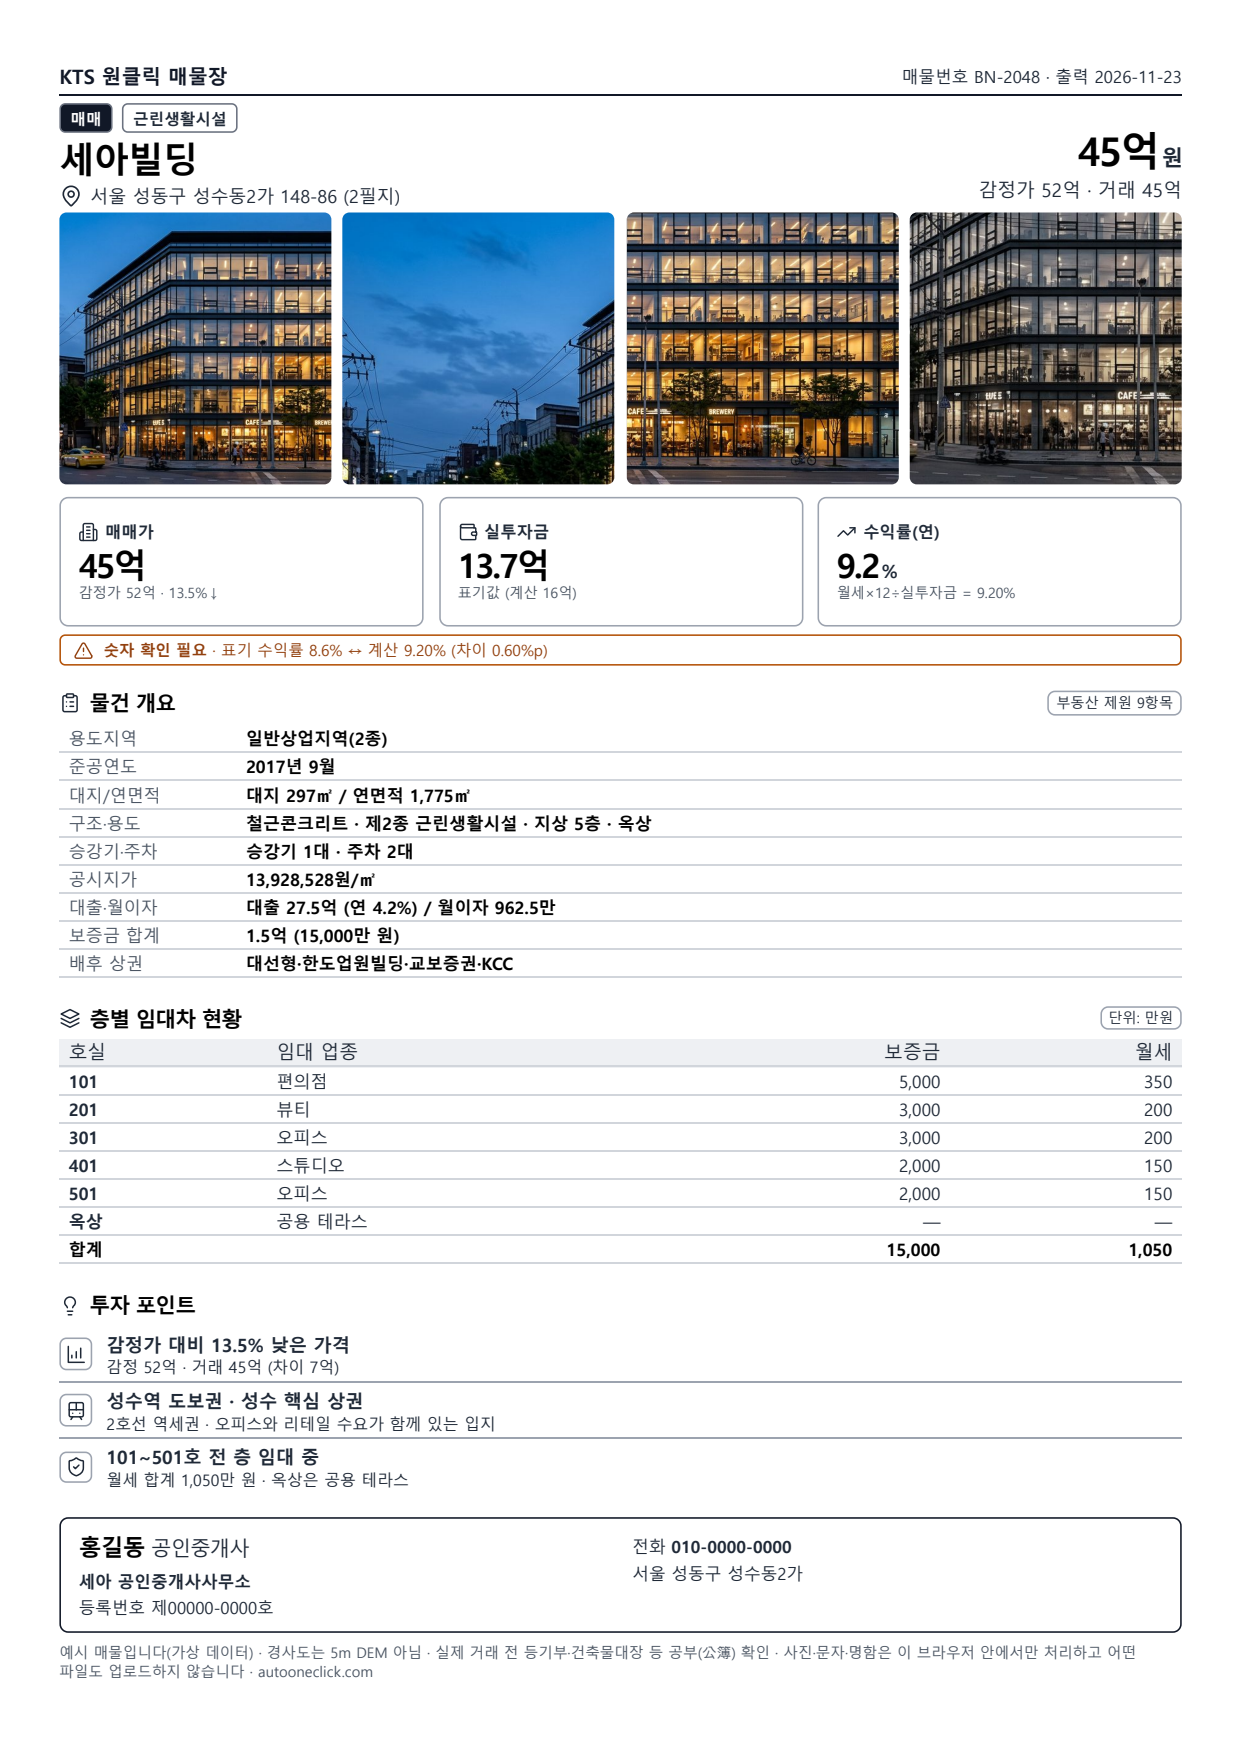 KTS 원클릭 매물장
매물번호 BN-2048 · 출력 2026-11-23
매매 근린생활시설
세아빌딩
45억원
서울 성동구 성수동2가 148-86 (2필지)
감정가 52억 · 거래 45억
CAFE
BREWERY
CAFE
BREWERY
CAFE
매매가
45억
감정가 52억 · 13.5%↓
실투자금
13.7억
표기값 (계산 16억)
수익률(연)
9.2%
월세×12÷실투자금 = 9.20%
숫자 확인 필요 · 표기 수익률 8.6% ↔ 계산 9.20% (차이 0.60%p)
물건 개요
부동산 제원 9항목
용도지역 일반상업지역(2종)
준공연도 2017년 9월
대지/연면적 대지 297㎡ / 연면적 1,775㎡
구조·용도 철근콘크리트 · 제2종 근린생활시설 · 지상 5층 · 옥상
승강기·주차 승강기 1대 · 주차 2대
공시지가 13,928,528원/㎡
대출·월이자 대출 27.5억 (연 4.2%) / 월이자 962.5만
보증금 합계 1.5억 (15,000만 원)
배후 상권 대선형·한도업원빌딩·교보증권·KCC
층별 임대차 현황
단위: 만원
호실 임대 업종 보증금 월세
101 편의점 5,000 350
201 뷰티 3,000 200
301 오피스 3,000 200
401 스튜디오 2,000 150
501 오피스 2,000 150
옥상 공용 테라스 — —
합계 15,000 1,050
투자 포인트
감정가 대비 13.5% 낮은 가격
감정 52억 · 거래 45억 (차이 7억)
성수역 도보권 · 성수 핵심 상권
2호선 역세권 · 오피스와 리테일 수요가 함께 있는 입지
101~501호 전 층 임대 중
월세 합계 1,050만 원 · 옥상은 공용 테라스
홍길동 공인중개사
세아 공인중개사사무소
등록번호 제00000-0000호
전화 010-0000-0000
서울 성동구 성수동2가
예시 매물입니다(가상 데이터) · 경사도는 5m DEM 아님 · 실제 거래 전 등기부·건축물대장 등 공부(公簿) 확인 · 사진·문자·명함은 이 브라우저 안에서만 처리하고 어떤
파일도 업로드하지 않습니다 · autooneclick.com